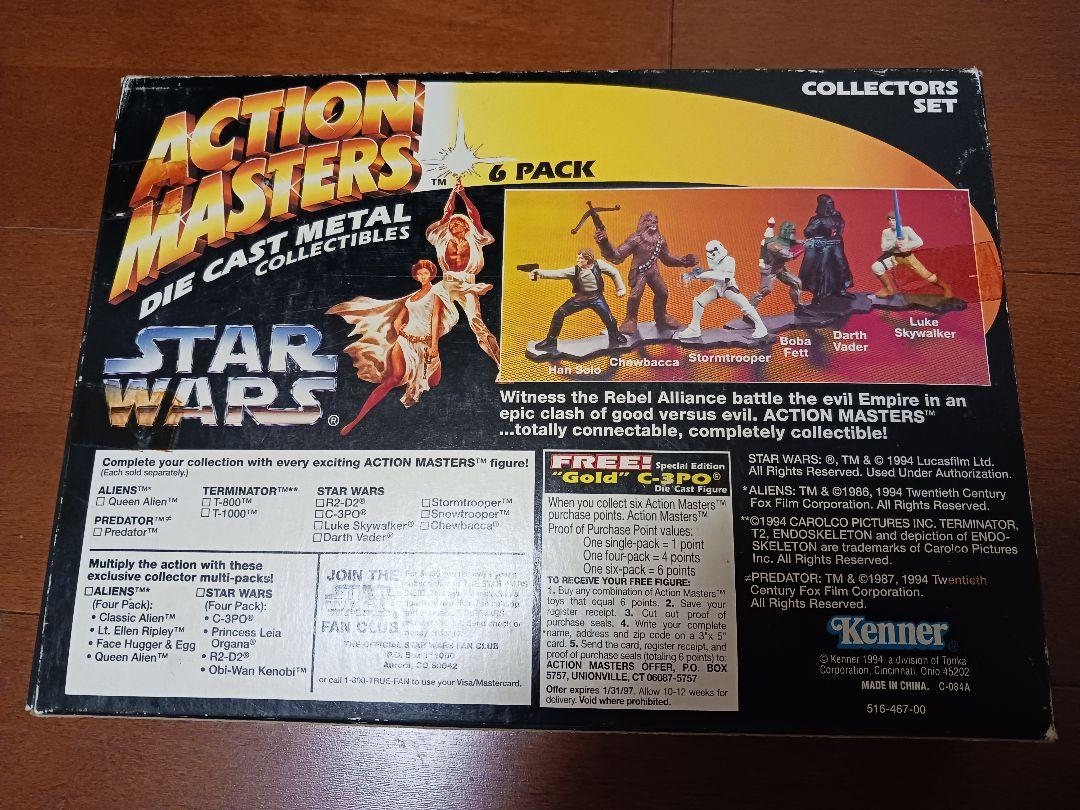 ACTION
MASTERS™
DIE CAST METAL
COLLECTIBLES
STAR
WARS®
6 PACK
COLLECTORS
SET
Han Solo
Chewbacca
Stormtrooper
Boba
Fett
Darth
Vader
Luke
Skywalker
Witness the Rebel Alliance battle the evil Empire in an
epic clash of good versus evil. ACTION MASTERS™
...totally connectable, completely collectible!
Complete your collection with every exciting ACTION MASTERS™ figure!
(Each sold separately.)
ALIENS™*
☐ Queen Alien™
PREDATOR™≠
☐ Predator™
TERMINATOR™**
☐ T-800™
☐ T-1000™
STAR WARS
☐ R2-D2®
☐ C-3PO®
☐ Luke Skywalker®
☐ Darth Vader®
☐ Stormtrooper™
☐ Snowtrooper™
☐ Chewbacca®
Multiply the action with these
exclusive collector multi-packs!
☐ ALIENS™*
(Four Pack):
• Classic Alien™
• Lt. Ellen Ripley™
• Face Hugger & Egg
• Queen Alien™
☐ STAR WARS
(Four Pack):
• C-3PO®
• Princess Leia
Organa®
• R2-D2®
• Obi-Wan Kenobi™
JOIN THE
STAR
WARS
FAN CLUB
THE OFFICIAL STAR WARS FAN CLUB
P.O. Box
Aurora, CO 80042
or call 1-800-TRUE-FAN to use your Visa/Mastercard.
FREE! Special Edition
"Gold" C-3PO®
Die Cast Figure
When you collect six Action Masters™
purchase points. Action Masters™
Proof of Purchase Point values:
One single-pack = 1 point
One four-pack = 4 points
One six-pack = 6 points
TO RECEIVE YOUR FREE FIGURE:
1. Buy any combination of Action Masters™
toys that equal 6 points. 2. Save your
register receipt. 3. Cut out proof of
purchase seals. 4. Write your complete
name, address and zip code on a 3"x 5"
card. 5. Send the card, register receipt, and
proof of purchase seals (totaling 6 points) to:
ACTION MASTERS OFFER, P.O. BOX
5757, UNIONVILLE, CT 06087-5757
Offer expires 1/31/97. Allow 10-12 weeks for
delivery. Void where prohibited.
STAR WARS: ®, TM & © 1994 Lucasfilm Ltd.
All Rights Reserved. Used Under Authorization.
*ALIENS: TM & ©1986, 1994 Twentieth Century
Fox Film Corporation. All Rights Reserved.
**©1994 CAROLCO PICTURES INC. TERMINATOR,
T2, ENDOSKELETON and depiction of ENDO-
SKELETON are trademarks of Carolco Pictures
Inc. All Rights Reserved.
≠PREDATOR: TM & ©1987, 1994 Twentieth
Century Fox Film Corporation.
All Rights Reserved.
Kenner®
© Kenner 1994, a division of Tonka
Corporation, Cincinnati, Ohio 45202
MADE IN CHINA. C-084A
516-467-00